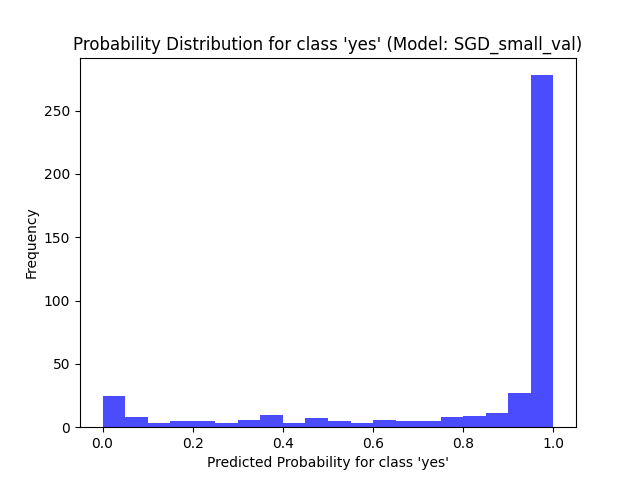 Probability Distribution for class 'yes' (Model: SGD_small_val)
250
200
150
100
50
0
Frequency
0.0 0.2 0.4 0.6 0.8 1.0
Predicted Probability for class 'yes'